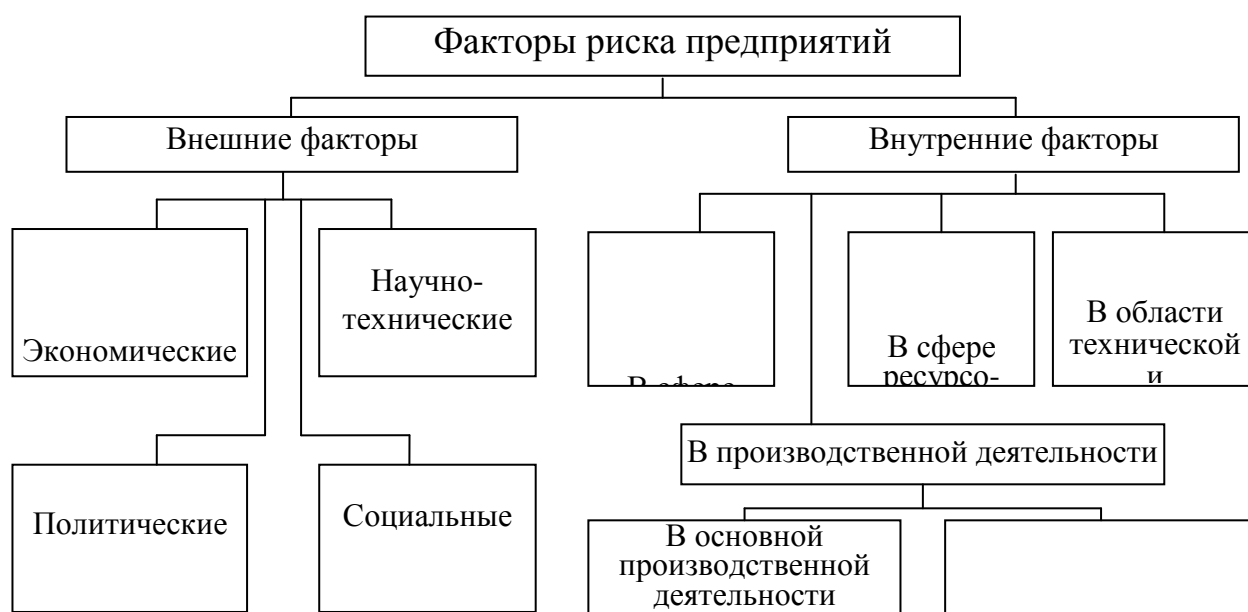 Факторы риска предприятий
Внешние факторы
Внутренние факторы
Экономические
Научно-
технические
В сфере
В сфере
ресурсо-
В области
технической
и
В производственной деятельности
Политические
Социальные
В основной
производственной
деятельности